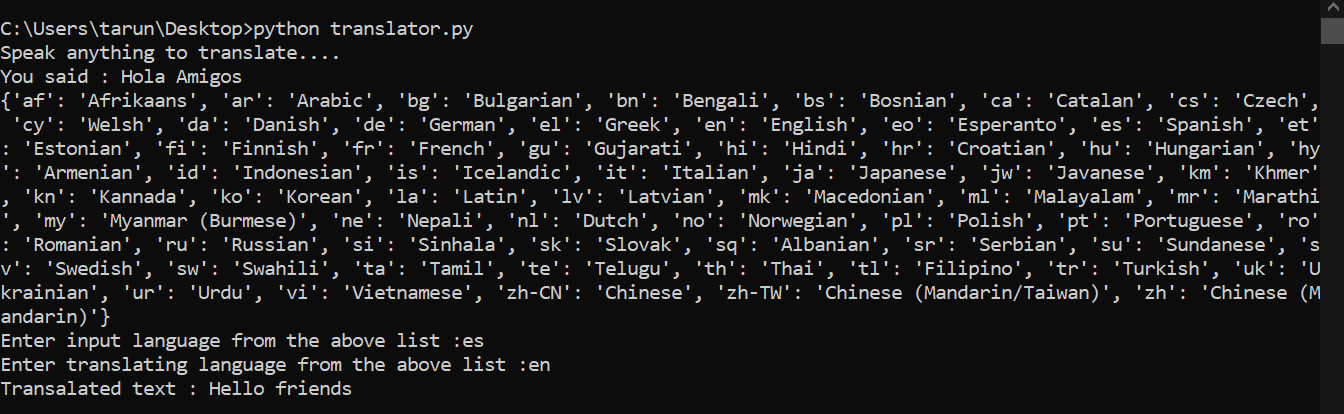 C:\Users\tarun\Desktop>python translator.py
Speak anything to translate....
You said : Hola Amigos
{'af': 'Afrikaans', 'ar': 'Arabic', 'bg': 'Bulgarian', 'bn': 'Bengali', 'bs': 'Bosnian', 'ca': 'Catalan', 'cs': 'Czech',
 'cy': 'Welsh', 'da': 'Danish', 'de': 'German', 'el': 'Greek', 'en': 'English', 'eo': 'Esperanto', 'es': 'Spanish', 'et'
: 'Estonian', 'fi': 'Finnish', 'fr': 'French', 'gu': 'Gujarati', 'hi': 'Hindi', 'hr': 'Croatian', 'hu': 'Hungarian', 'hy
': 'Armenian', 'id': 'Indonesian', 'is': 'Icelandic', 'it': 'Italian', 'ja': 'Japanese', 'jw': 'Javanese', 'km': 'Khmer'
, 'kn': 'Kannada', 'ko': 'Korean', 'la': 'Latin', 'lv': 'Latvian', 'mk': 'Macedonian', 'ml': 'Malayalam', 'mr': 'Marathi
', 'my': 'Myanmar (Burmese)', 'ne': 'Nepali', 'nl': 'Dutch', 'no': 'Norwegian', 'pl': 'Polish', 'pt': 'Portuguese', 'ro'
: 'Romanian', 'ru': 'Russian', 'si': 'Sinhala', 'sk': 'Slovak', 'sq': 'Albanian', 'sr': 'Serbian', 'su': 'Sundanese', 's
v': 'Swedish', 'sw': 'Swahili', 'ta': 'Tamil', 'te': 'Telugu', 'th': 'Thai', 'tl': 'Filipino', 'tr': 'Turkish', 'uk': 'U
krainian', 'ur': 'Urdu', 'vi': 'Vietnamese', 'zh-CN': 'Chinese', 'zh-TW': 'Chinese (Mandarin/Taiwan)', 'zh': 'Chinese (M
andarin)'}
Enter input language from the above list :es
Enter translating language from the above list :en
Transalated text : Hello friends